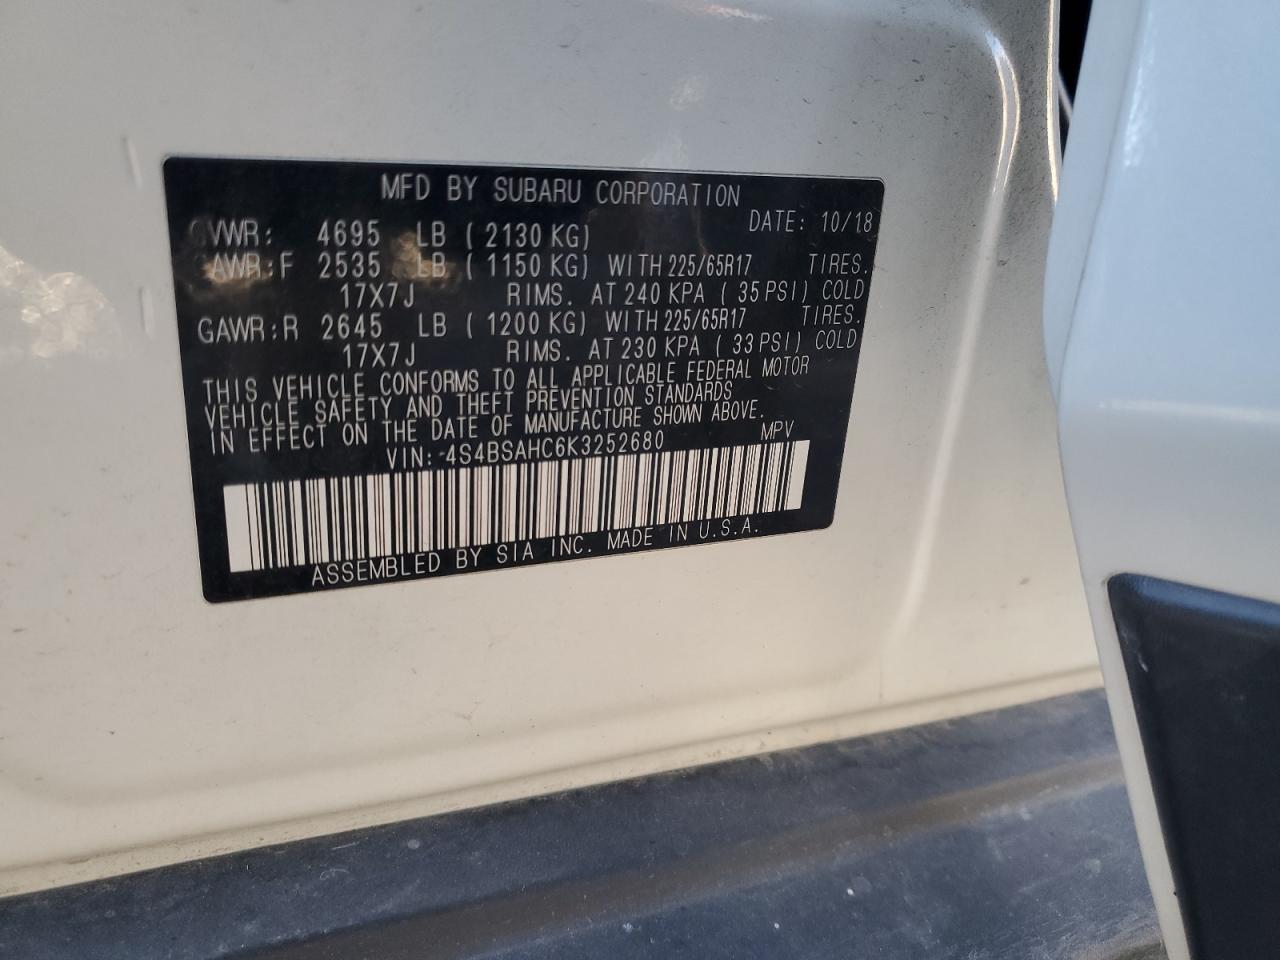 MFD BY SUBARU CORPORATION
DATE: 10/18
GVWR: 4695 LB ( 2130 KG)
GAWR:F 2535 LB ( 1150 KG) WITH 225/65R17 TIRES.
17X7J RIMS. AT 240 KPA ( 35 PSI) COLD
GAWR:R 2645 LB ( 1200 KG) WITH 225/65R17 TIRES.
17X7J RIMS. AT 230 KPA ( 33 PSI) COLD
THIS VEHICLE CONFORMS TO ALL APPLICABLE FEDERAL MOTOR
VEHICLE SAFETY AND THEFT PREVENTION STANDARDS
IN EFFECT ON THE DATE OF MANUFACTURE SHOWN ABOVE.
VIN: 4S4BSAHC6K3252680 MPV
ASSEMBLED BY SIA INC. MADE IN U.S.A.